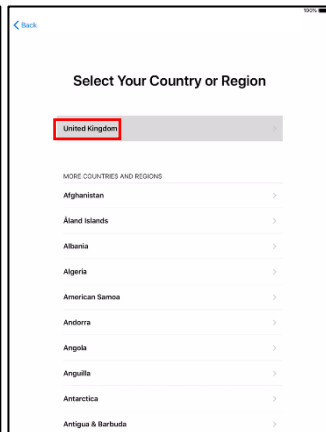 100%
Back
Select Your Country or Region
United Kingdom
MORE COUNTRIES AND REGIONS
Afghanistan
Åland Islands
Albania
Algeria
American Samoa
Andorra
Angola
Anguilla
Antarctica
Antigua & Barbuda